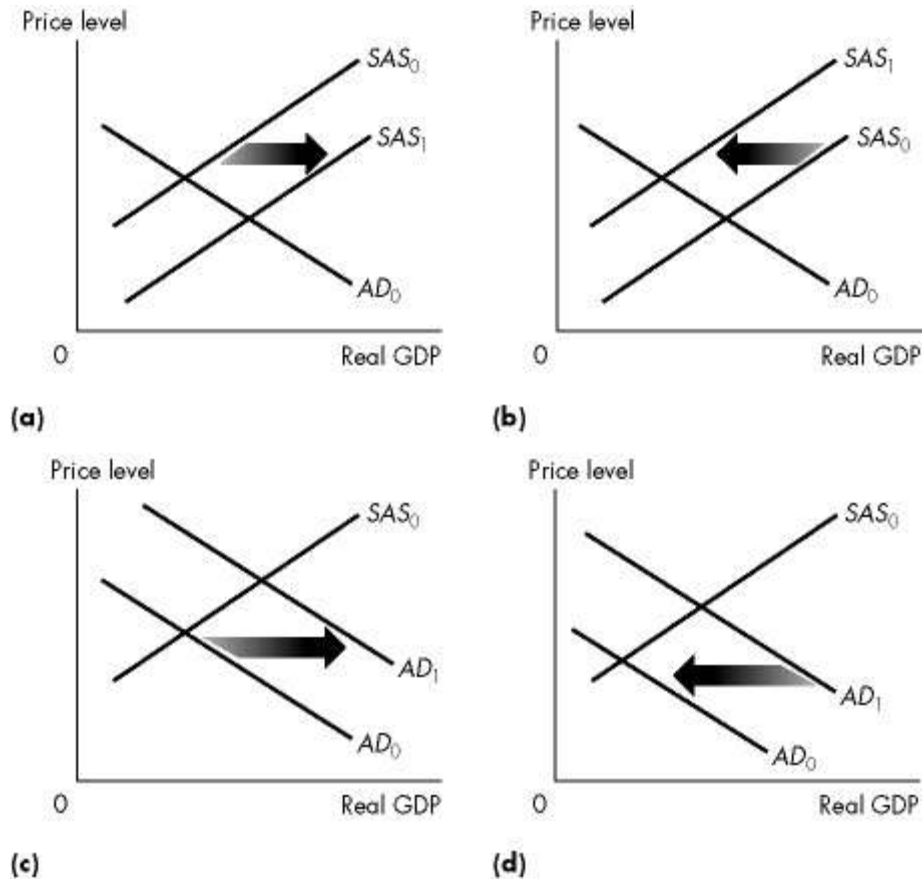 Price level
SAS₀
SAS₁
AD₀
0 Real GDP
(a)
Price level
SAS₁
SAS₀
AD₀
0 Real GDP
(b)
Price level
SAS₀
AD₁
AD₀
0 Real GDP
(c)
Price level
SAS₀
AD₁
AD₀
0 Real GDP
(d)